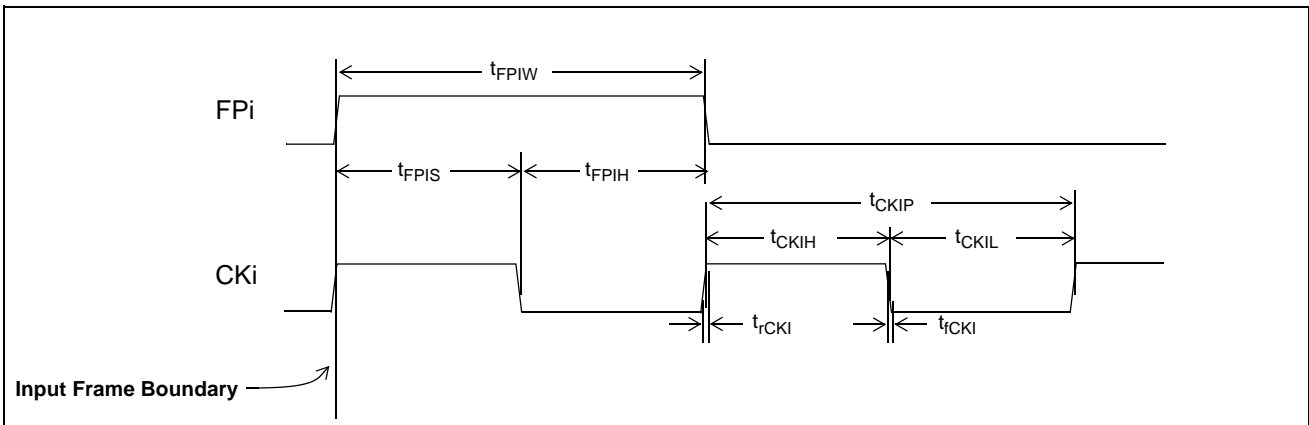 tFPIW
FPi
tFPIS
tFPIH
tCKIP
tCKIH
tCKIL
CKi
trCKI
tfCKI
Input Frame Boundary